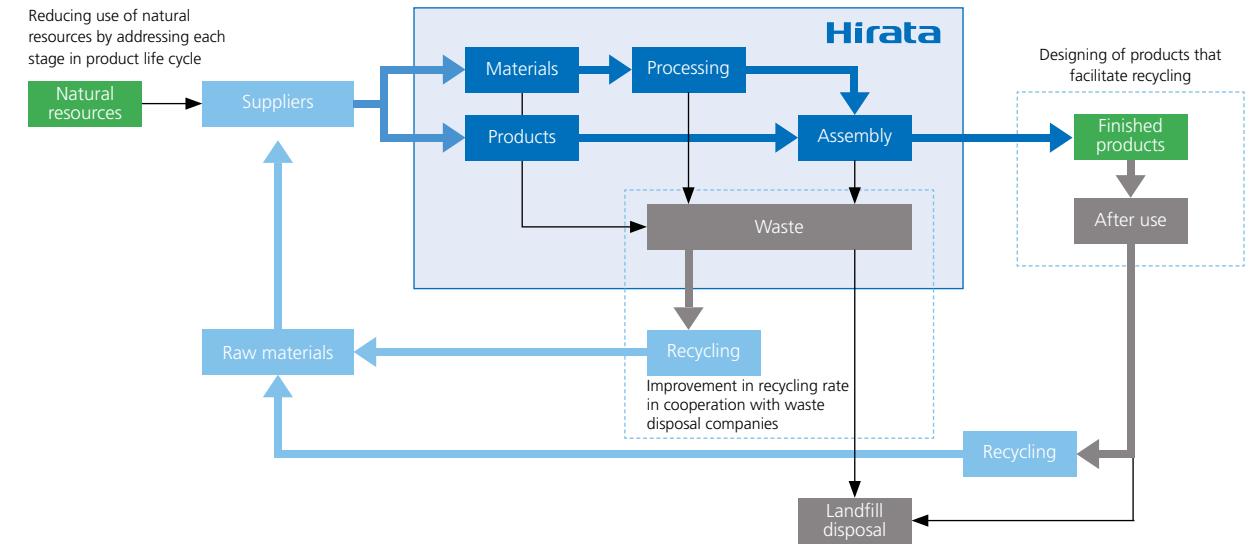 Reducing use of natural
resources by addressing each
stage in product life cycle
Hirata
Designing of products that
facilitate recycling
Natural
resources
Suppliers
Materials
Processing
Products
Assembly
Finished
products
After use
Waste
Raw materials
Recycling
Improvement in recycling rate
in cooperation with waste
disposal companies
Recycling
Landfill
disposal